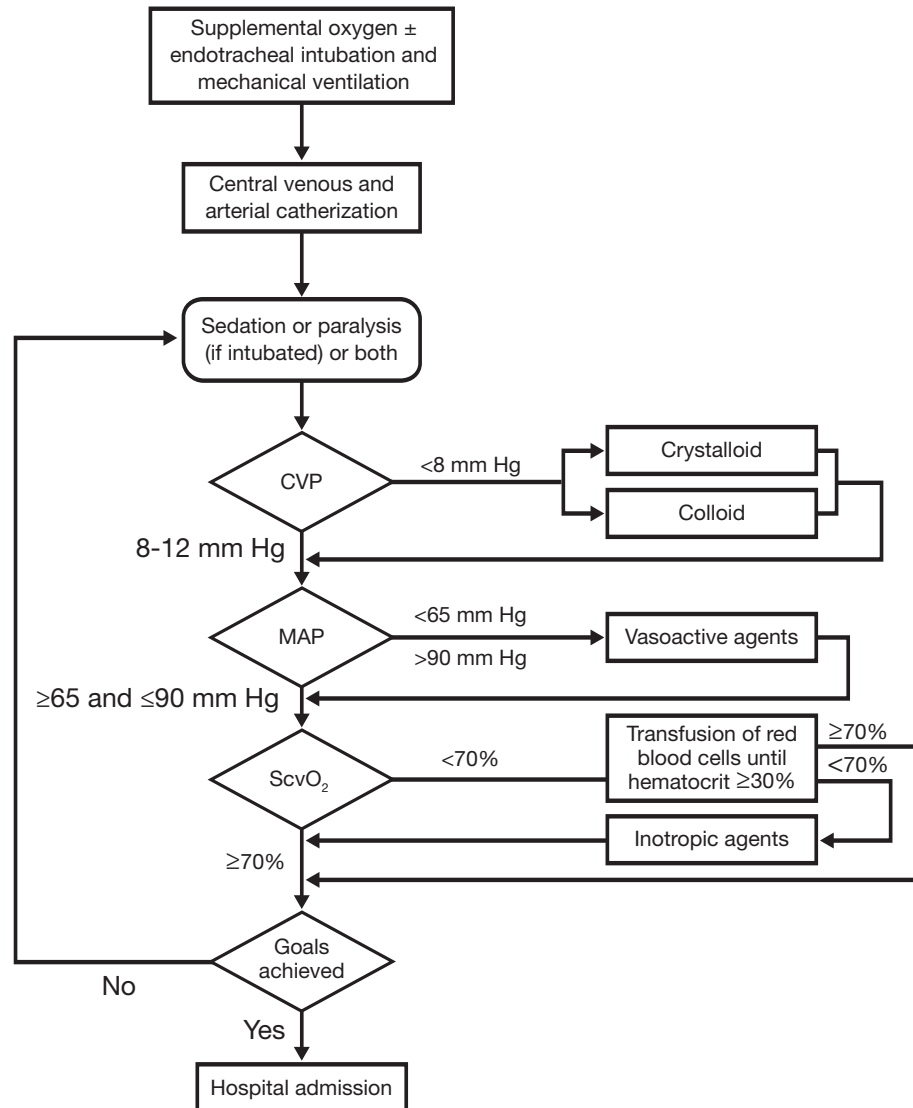 Supplemental oxygen ±
endotracheal intubation and
mechanical ventilation
Central venous and
arterial catherization
Sedation or paralysis
(if intubated) or both
CVP
<8 mm Hg
Crystalloid
Colloid
8-12 mm Hg
MAP
<65 mm Hg
>90 mm Hg
Vasoactive agents
≥65 and ≤90 mm Hg
ScvO₂
<70%
Transfusion of red
blood cells until
hematocrit ≥30%
≥70%
<70%
Inotropic agents
≥70%
Goals
achieved
No
Yes
Hospital admission